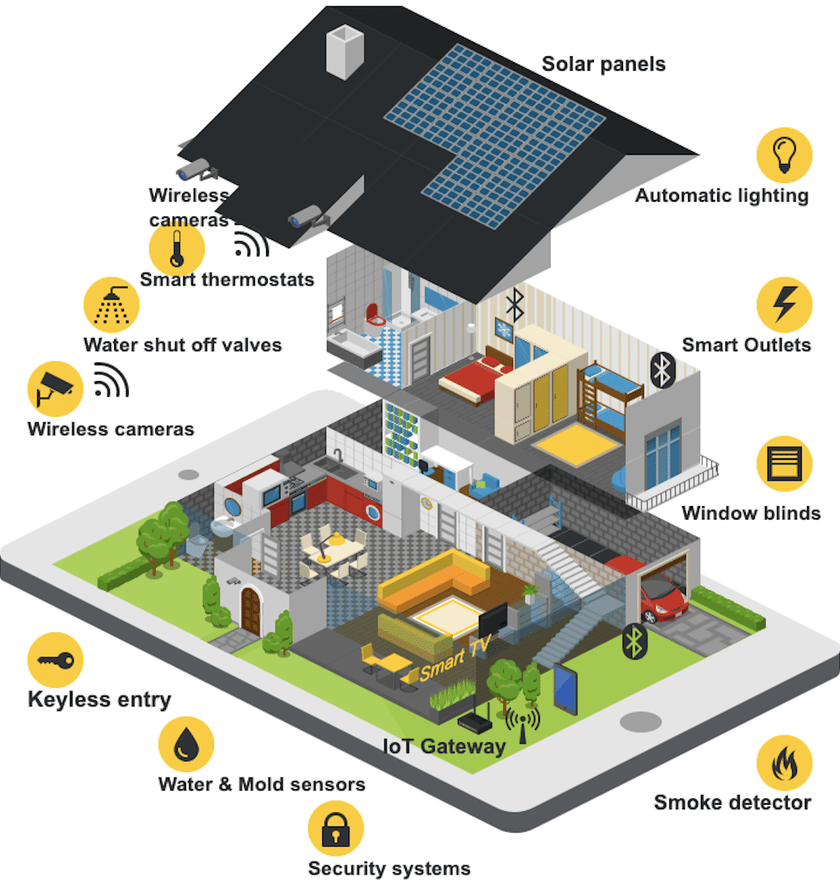 Solar panels
Automatic lighting
Wireless
cameras
Smart thermostats
Water shut off valves
Smart Outlets
Wireless cameras
Window blinds
Smart TV
Keyless entry
IoT Gateway
Water & Mold sensors
Smoke detector
Security systems